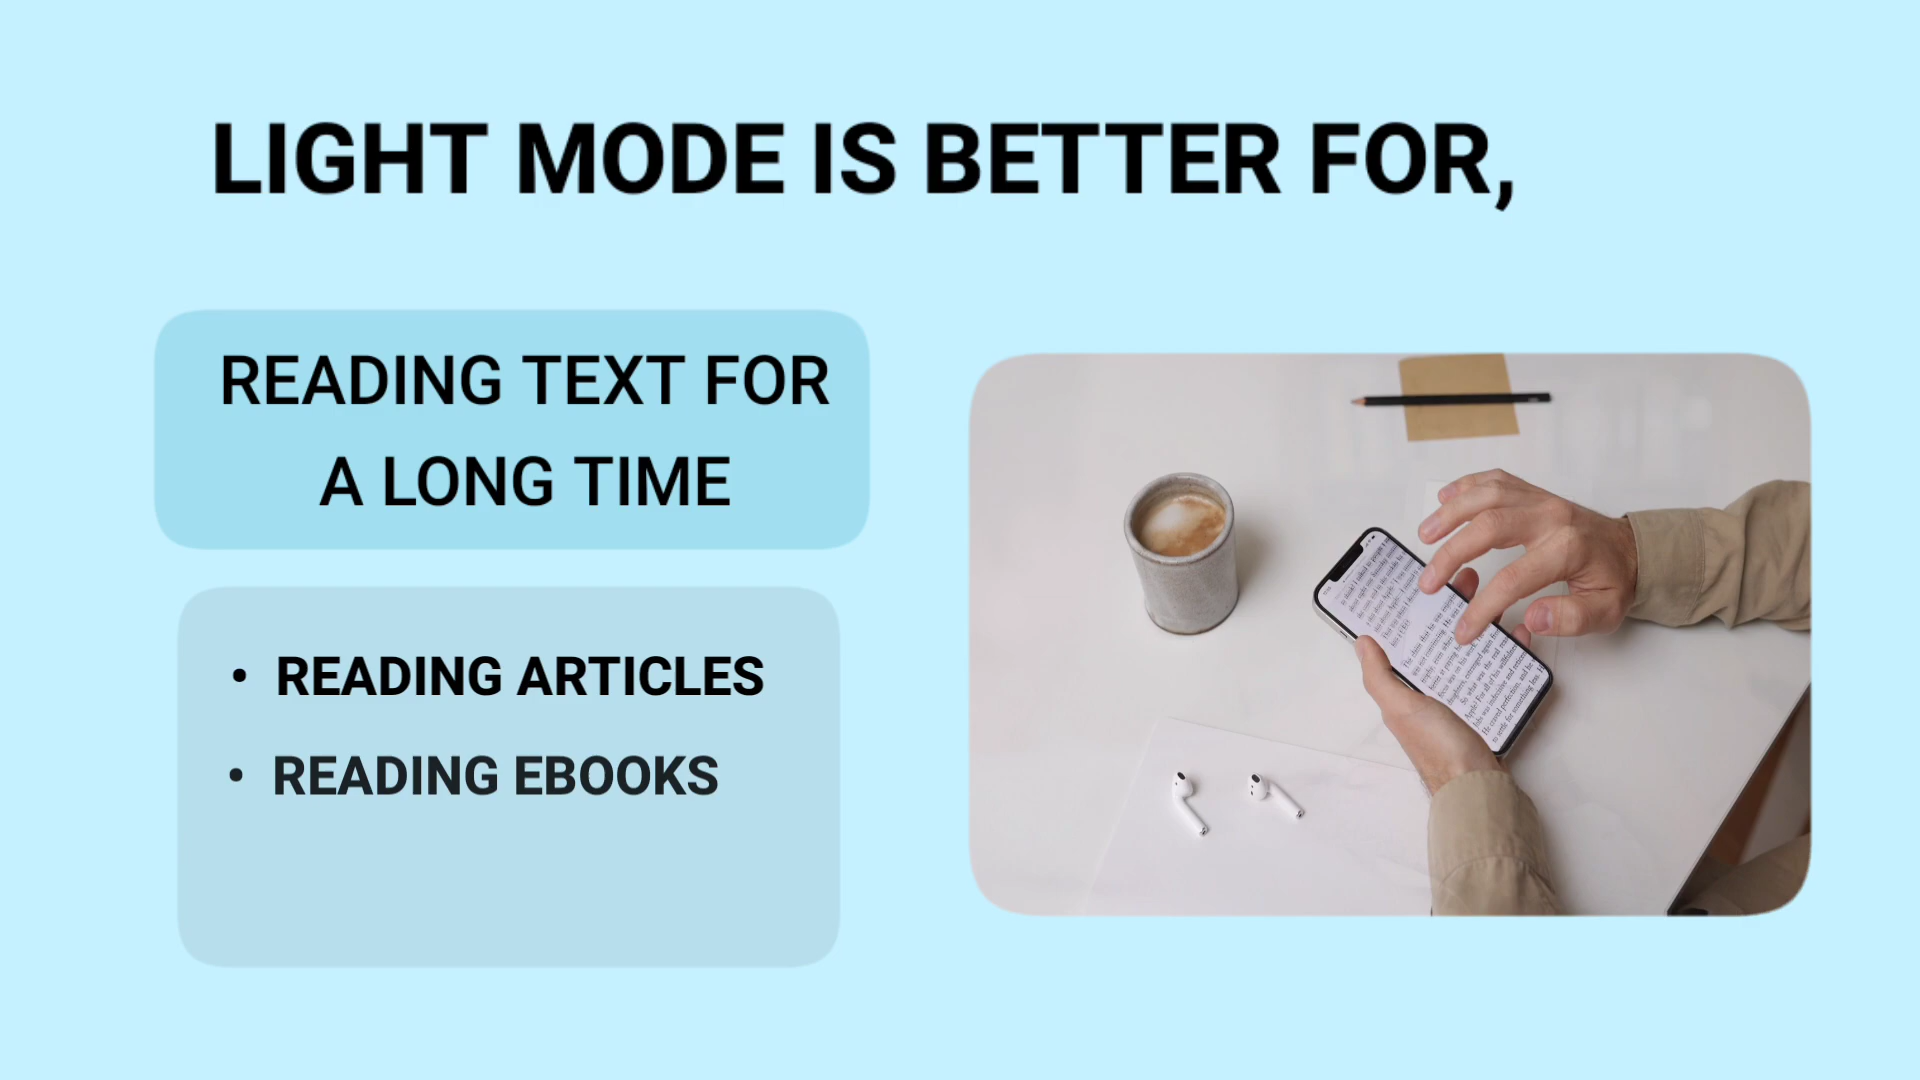 LIGHT MODE IS BETTER FOR,
READING TEXT FOR
A LONG TIME
• READING ARTICLES
• READING EBOOKS